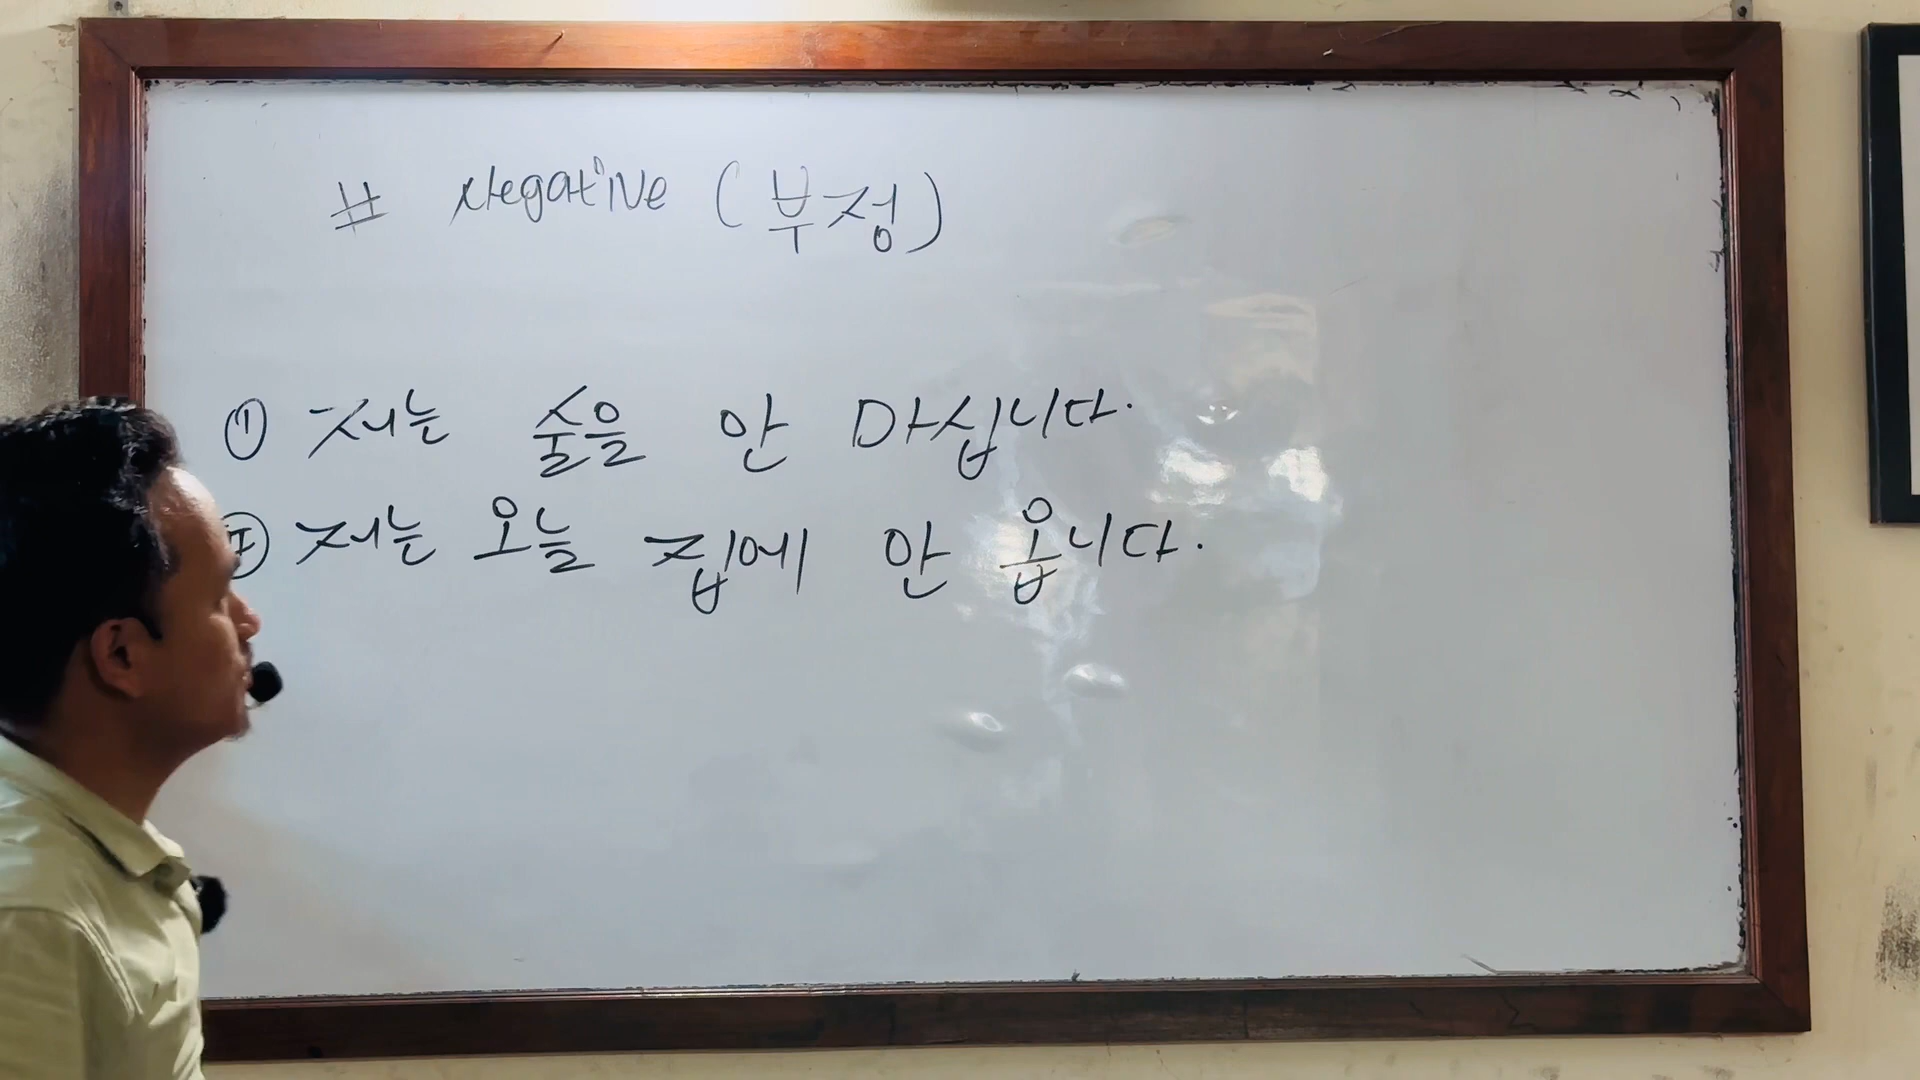 # Negative (부정)
① 저는 술을 안 마십니다.
② 저는 오늘 집에 안 옵니다.